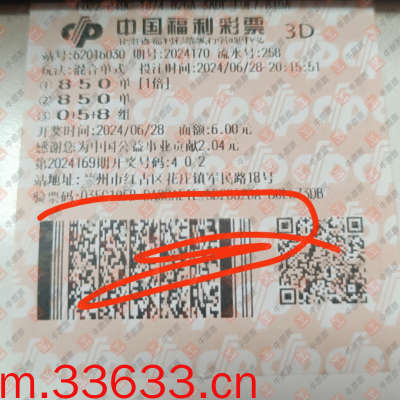 中国福利彩票 3D
站号:62016030 期号:2024170 流水号:258
玩法:混合单式 投注时间:2024/06/28-20:15:51
① 8 5 0 单 [1倍]
② 8 5 0 单
③ 0 5 8 组
开奖时间:2024/06/28 面额:6.00元
感谢您为中国公益事业贡献2.04元
第2024169期开奖号码:4 0 2
站地址:兰州市红古区花庄镇军民路18号
验票码:
m.33633.cn